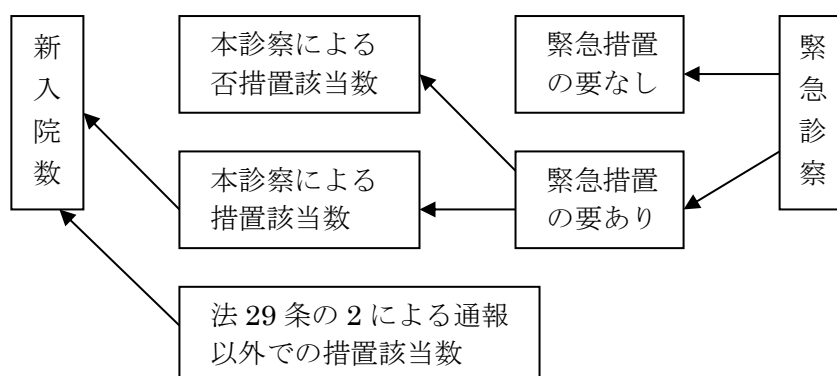 新入院数
本診察による
否措置該当数
緊急措置
の要なし
緊急診察
本診察による
措置該当数
緊急措置
の要あり
法 29 条の 2 による通報
以外での措置該当数